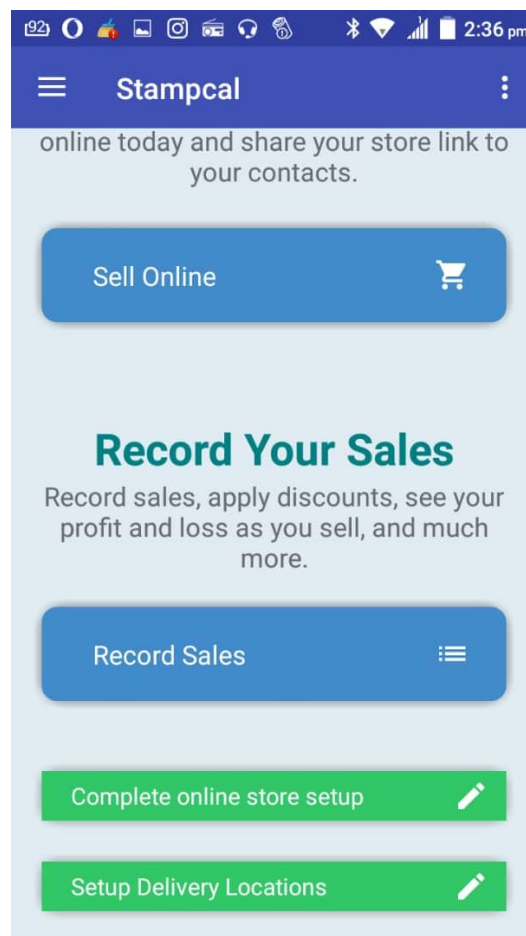 92 2:36 pm
Stampcal
online today and share your store link to
your contacts.
Sell Online
Record Your Sales
Record sales, apply discounts, see your
profit and loss as you sell, and much
more.
Record Sales
Complete online store setup
Setup Delivery Locations